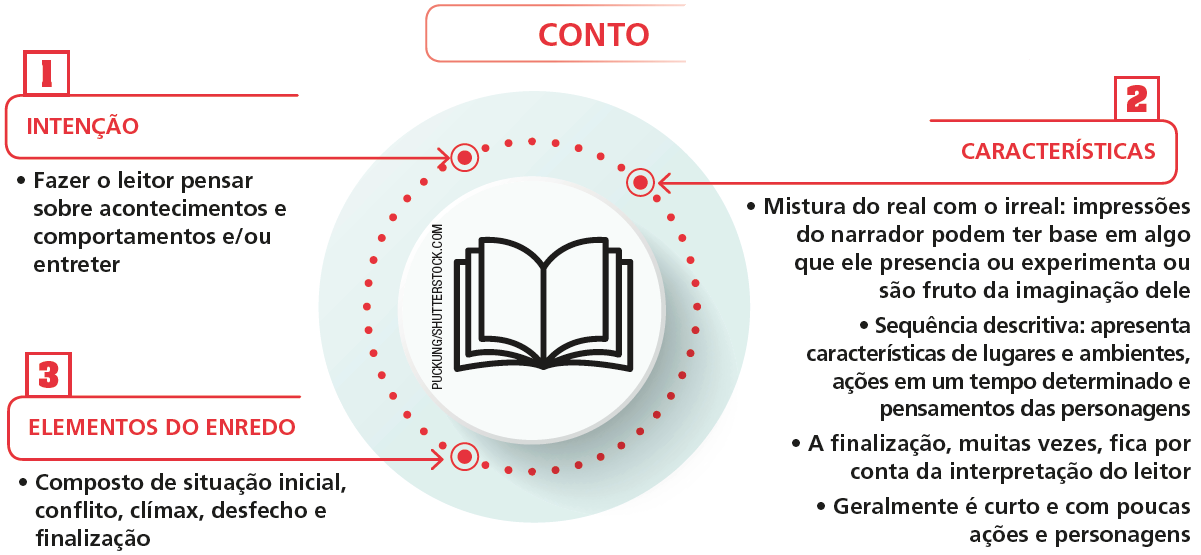 CONTO
1
INTENÇÃO
• Fazer o leitor pensar
sobre acontecimentos e
comportamentos e/ou
entreter
2
CARACTERÍSTICAS
• Mistura do real com o irreal: impressões
do narrador podem ter base em algo
que ele presencia ou experimenta ou
são fruto da imaginação dele
• Sequência descritiva: apresenta
características de lugares e ambientes,
ações em um tempo determinado e
pensamentos das personagens
• A finalização, muitas vezes, fica por
conta da interpretação do leitor
• Geralmente é curto e com poucas
ações e personagens
3
ELEMENTOS DO ENREDO
• Composto de situação inicial,
conflito, clímax, desfecho e
finalização
PUCKUNG/SHUTTERSTOCK.COM